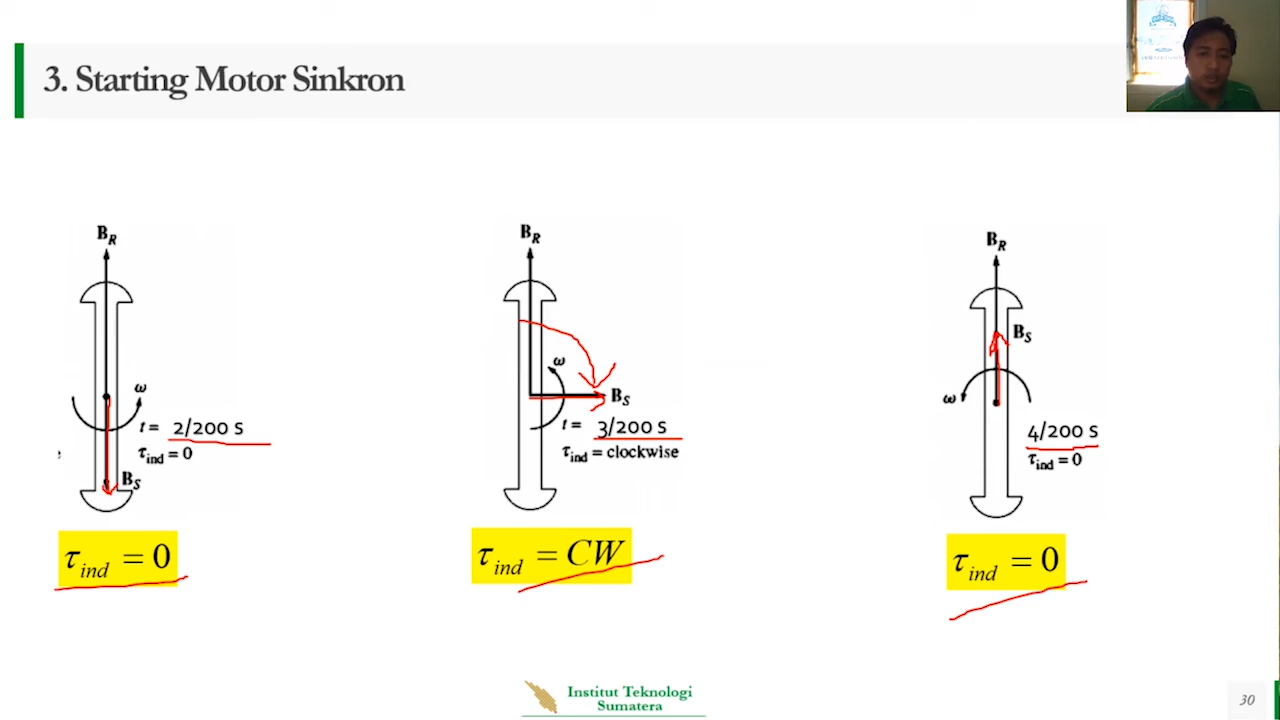 3. Starting Motor Sinkron
B_R
ω
t = 2/200 S
τ_ind = 0
B_S
τ_ind = 0
B_R
ω
B_S
t = 3/200 S
τ_ind = clockwise
τ_ind = CW
B_R
B_S
ω
4/200 S
τ_ind = 0
τ_ind = 0
Institut Teknologi
Sumatera
30